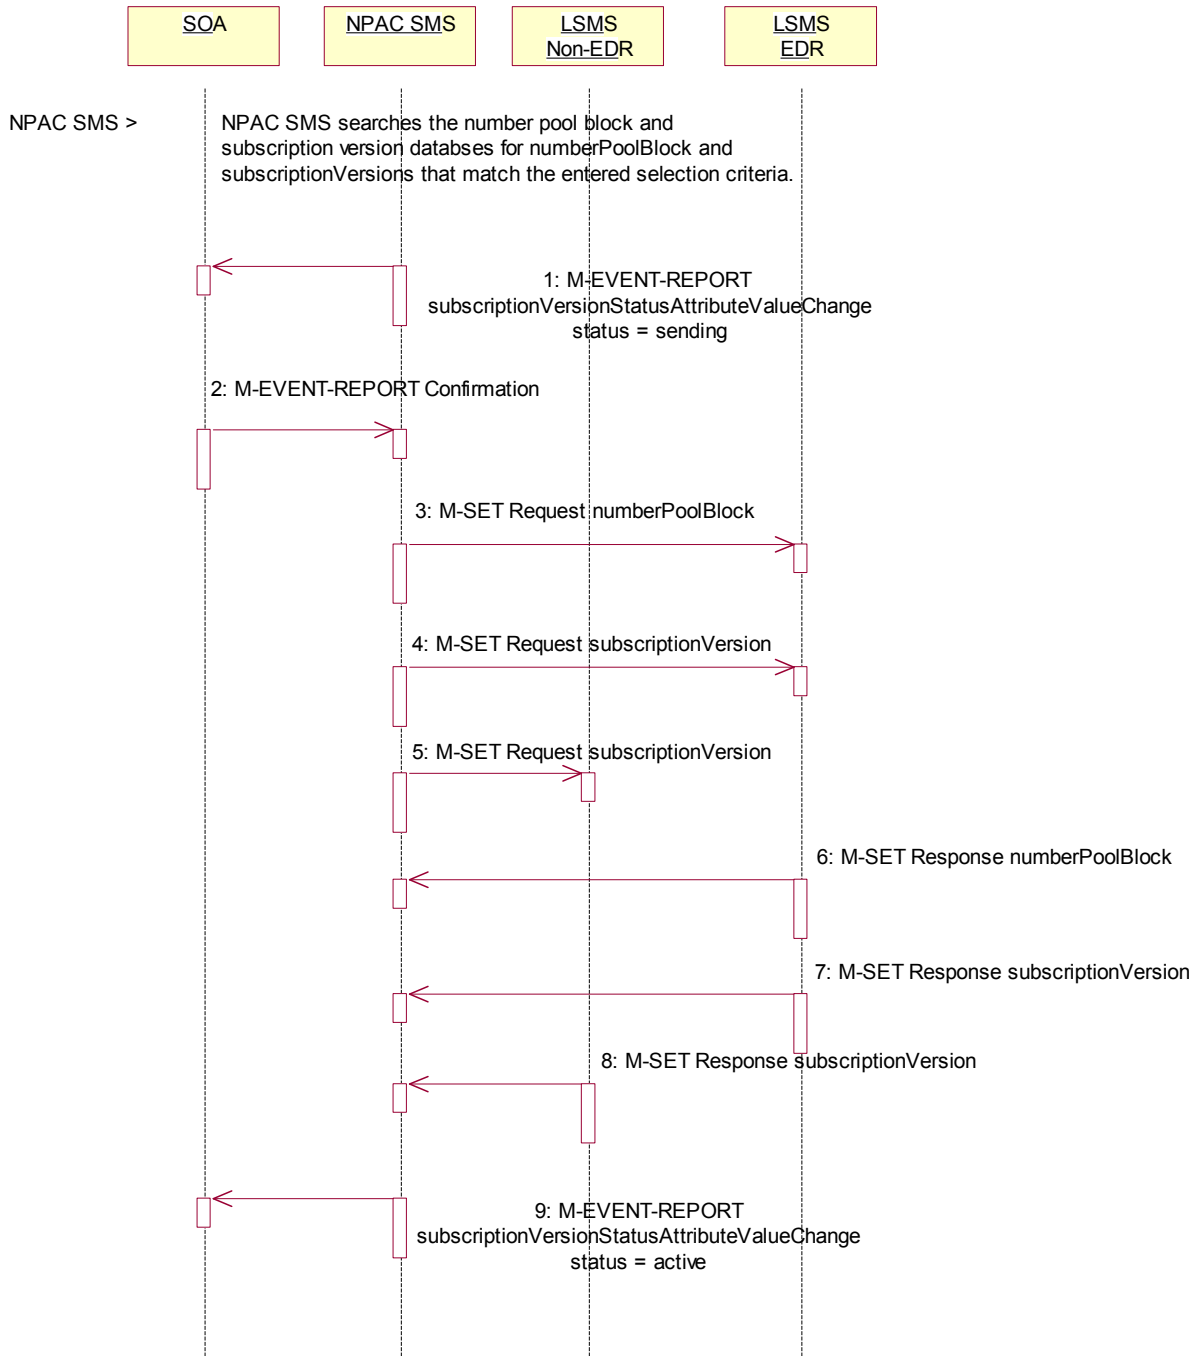 SOA
NPAC SMS
LSMS
Non-EDR
LSMS
EDR
NPAC SMS >
NPAC SMS searches the number pool block and
subscription version databses for numberPoolBlock and
subscriptionVersions that match the entered selection criteria.
1: M-EVENT-REPORT
subscriptionVersionStatusAttributeValueChange
status = sending
2: M-EVENT-REPORT Confirmation
3: M-SET Request numberPoolBlock
4: M-SET Request subscriptionVersion
5: M-SET Request subscriptionVersion
6: M-SET Response numberPoolBlock
7: M-SET Response subscriptionVersion
8: M-SET Response subscriptionVersion
9: M-EVENT-REPORT
subscriptionVersionStatusAttributeValueChange
status = active